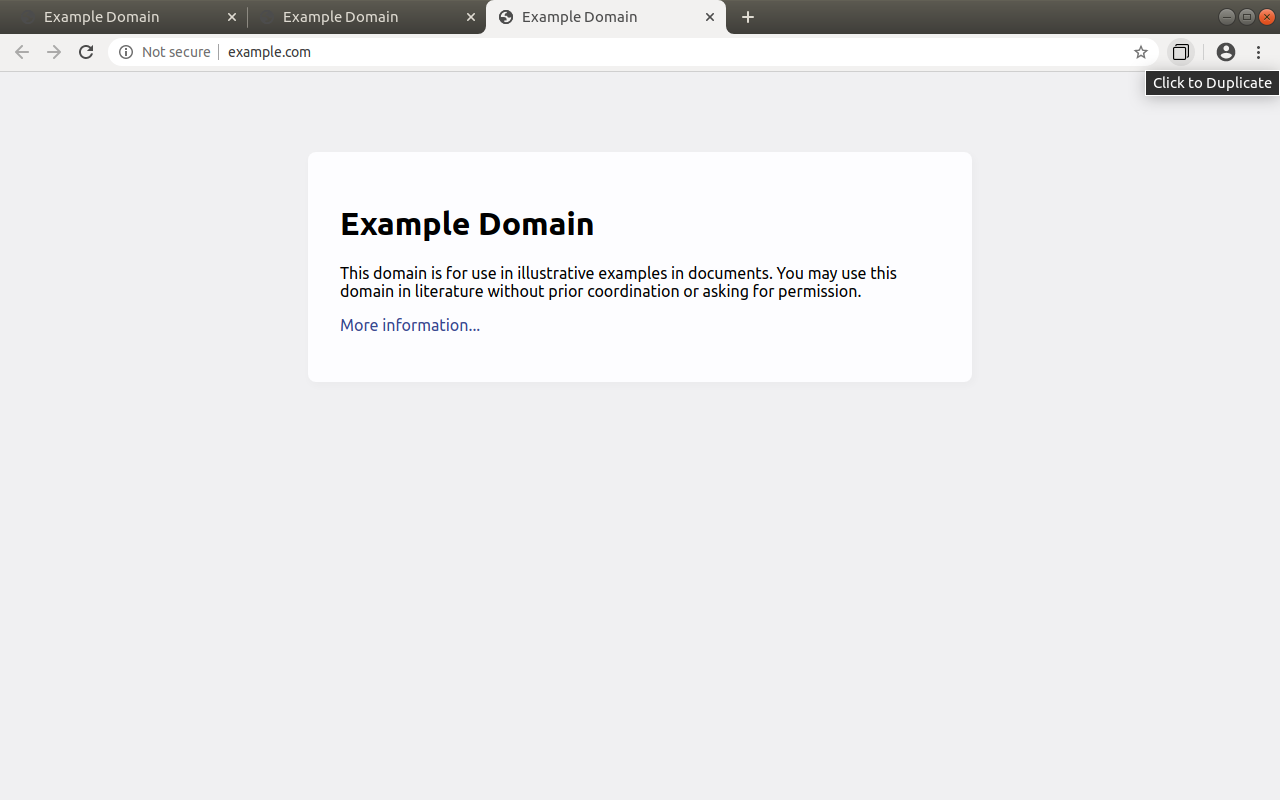 Example Domain
Example Domain
Example Domain
Not secure
example.com
Click to Duplicate
Example Domain
This domain is for use in illustrative examples in documents. You may use this
domain in literature without prior coordination or asking for permission.
More information...